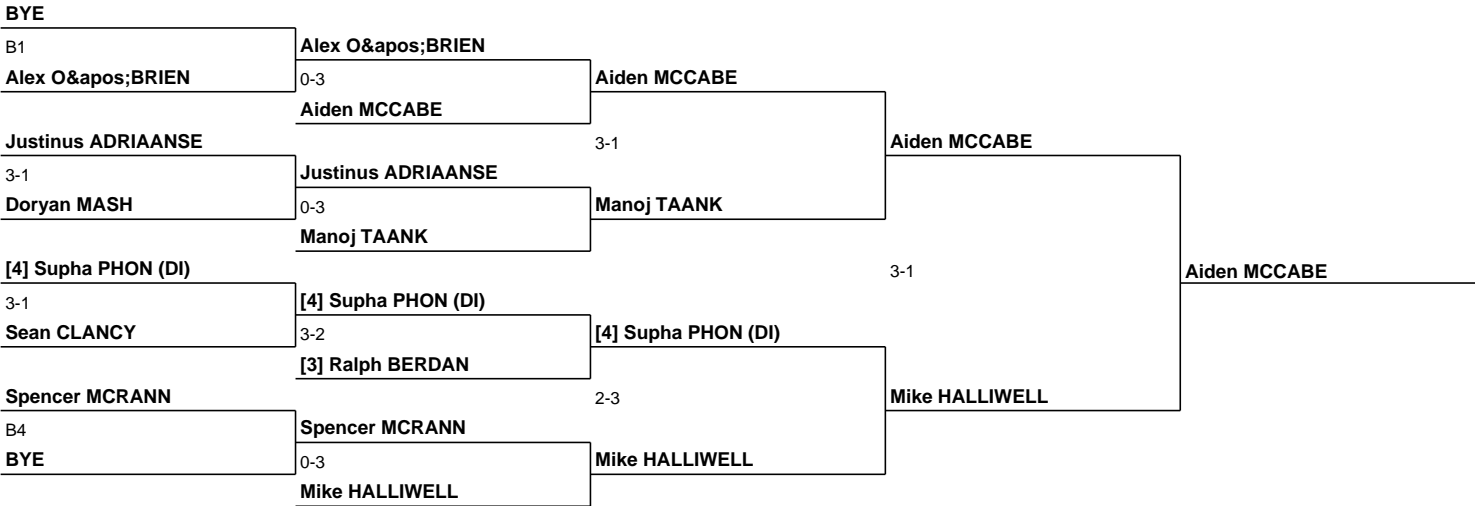 BYE
B1
Alex O&apos;BRIEN
Alex O&apos;BRIEN
0-3
Aiden MCCABE
Aiden MCCABE
Justinus ADRIAANSE
3-1
Aiden MCCABE
3-1
Justinus ADRIAANSE
Doryan MASH
0-3
Manoj TAANK
Manoj TAANK
[4] Supha PHON (DI)
3-1
Aiden MCCABE
3-1
[4] Supha PHON (DI)
Sean CLANCY
3-2
[4] Supha PHON (DI)
[3] Ralph BERDAN
Spencer MCRANN
2-3
Mike HALLIWELL
B4
Spencer MCRANN
BYE
0-3
Mike HALLIWELL
Mike HALLIWELL